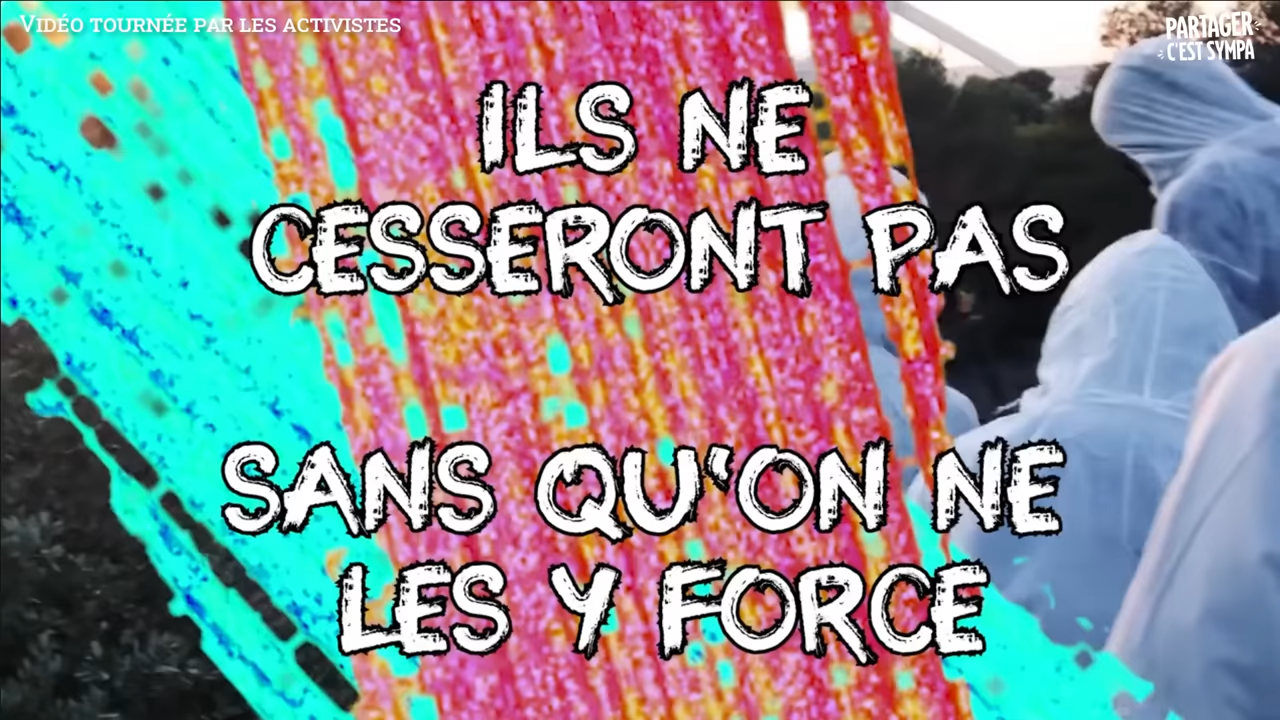 VIDÉO TOURNÉE PAR LES ACTIVISTES
PARTAGER
C'EST SYMPA
ILS NE
CESSERONT PAS
SANS QU'ON NE
LES Y FORCE